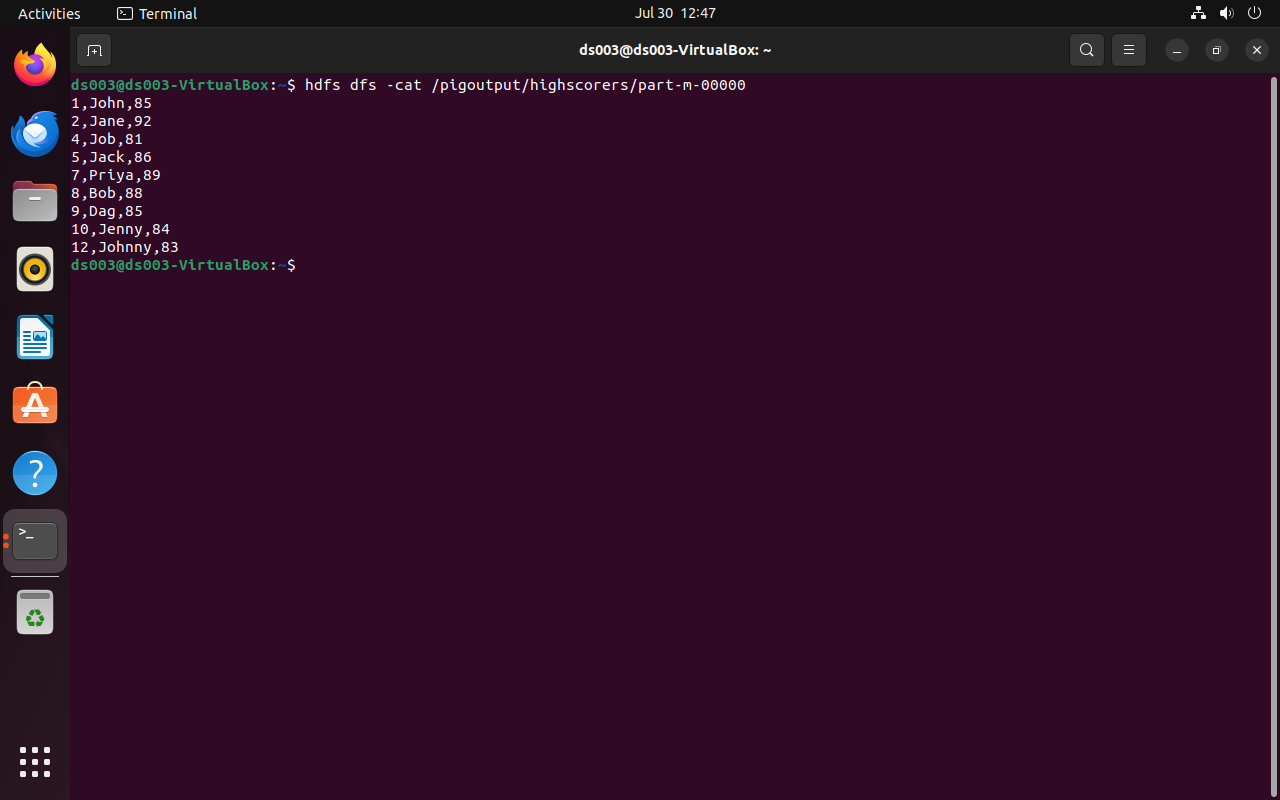 Activities
Terminal
Jul 30 12:47
ds003@ds003-VirtualBox: ~
ds003@ds003-VirtualBox:~$ hdfs dfs -cat /pigoutput/highscorers/part-m-00000
1,John,85
2,Jane,92
4,Job,81
5,Jack,86
7,Priya,89
8,Bob,88
9,Dag,85
10,Jenny,84
12,Johnny,83
ds003@ds003-VirtualBox:~$